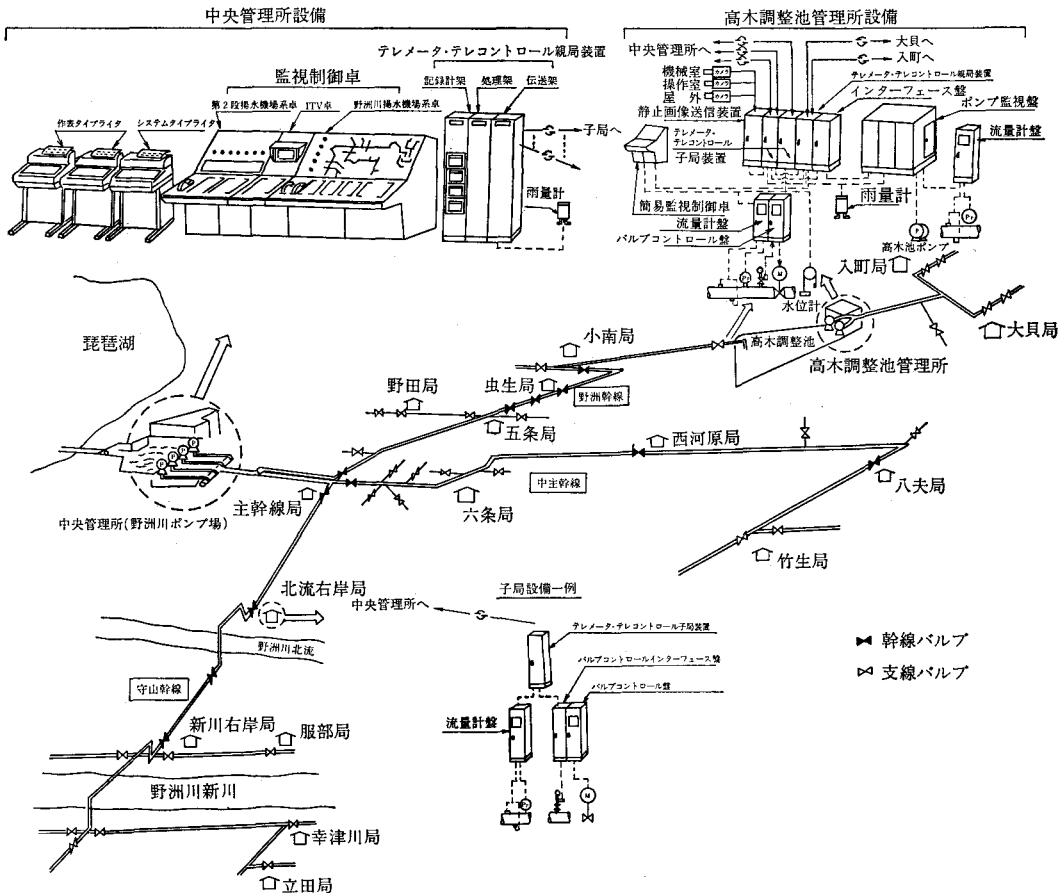 中央管理所設備
テレメータ・テレコントロール親局装置
監視制御卓
記録計架
処理架
伝送架
第2段揚水機場系卓
ITV卓
野洲川揚水機場系卓
作表タイプライタ
システムタイプライタ
子局へ
雨量計
高木調整池管理所設備
中央管理所へ
大貝へ
入町へ
機械室
操作室
屋外
カメラ
カメラ
カメラ
静止画像送信装置
テレメータ・テレコントロール親局装置
インターフェース盤
ポンプ監視盤
流量計盤
テレメータ・
テレコントロール
子局装置
簡易監視制御卓
流量計盤
バルブコントロール盤
雨量計
高木池ポンプ
水位計
入町局
大貝局
高木調整池
高木調整池管理所
琵琶湖
小南局
野田局
虫生局
野洲幹線
五条局
西河原局
主幹線局
中主幹線
六条局
八夫局
竹生局
中央管理所(野洲川ポンプ場)
北流右岸局
野洲川北流
守山幹線
新川右岸局
服部局
野洲川新川
幸津川局
立田局
子局設備一例
中央管理所へ
テレメータ・テレコントロール子局装置
バルブコントロールインターフェース盤
バルブコントロール盤
流量計盤
幹線バルブ
支線バルブ